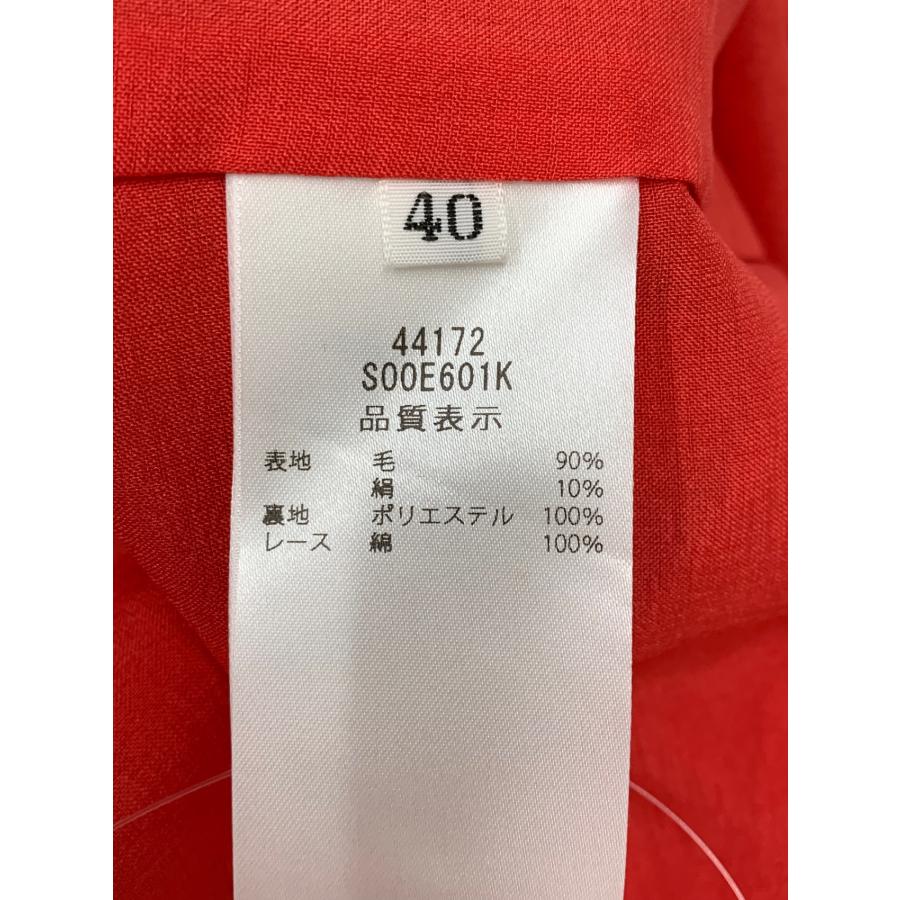 40
44172
S00E601K
品質表示
表地 毛 90%
絹 10%
裏地 ポリエステル 100%
レース 綿 100%